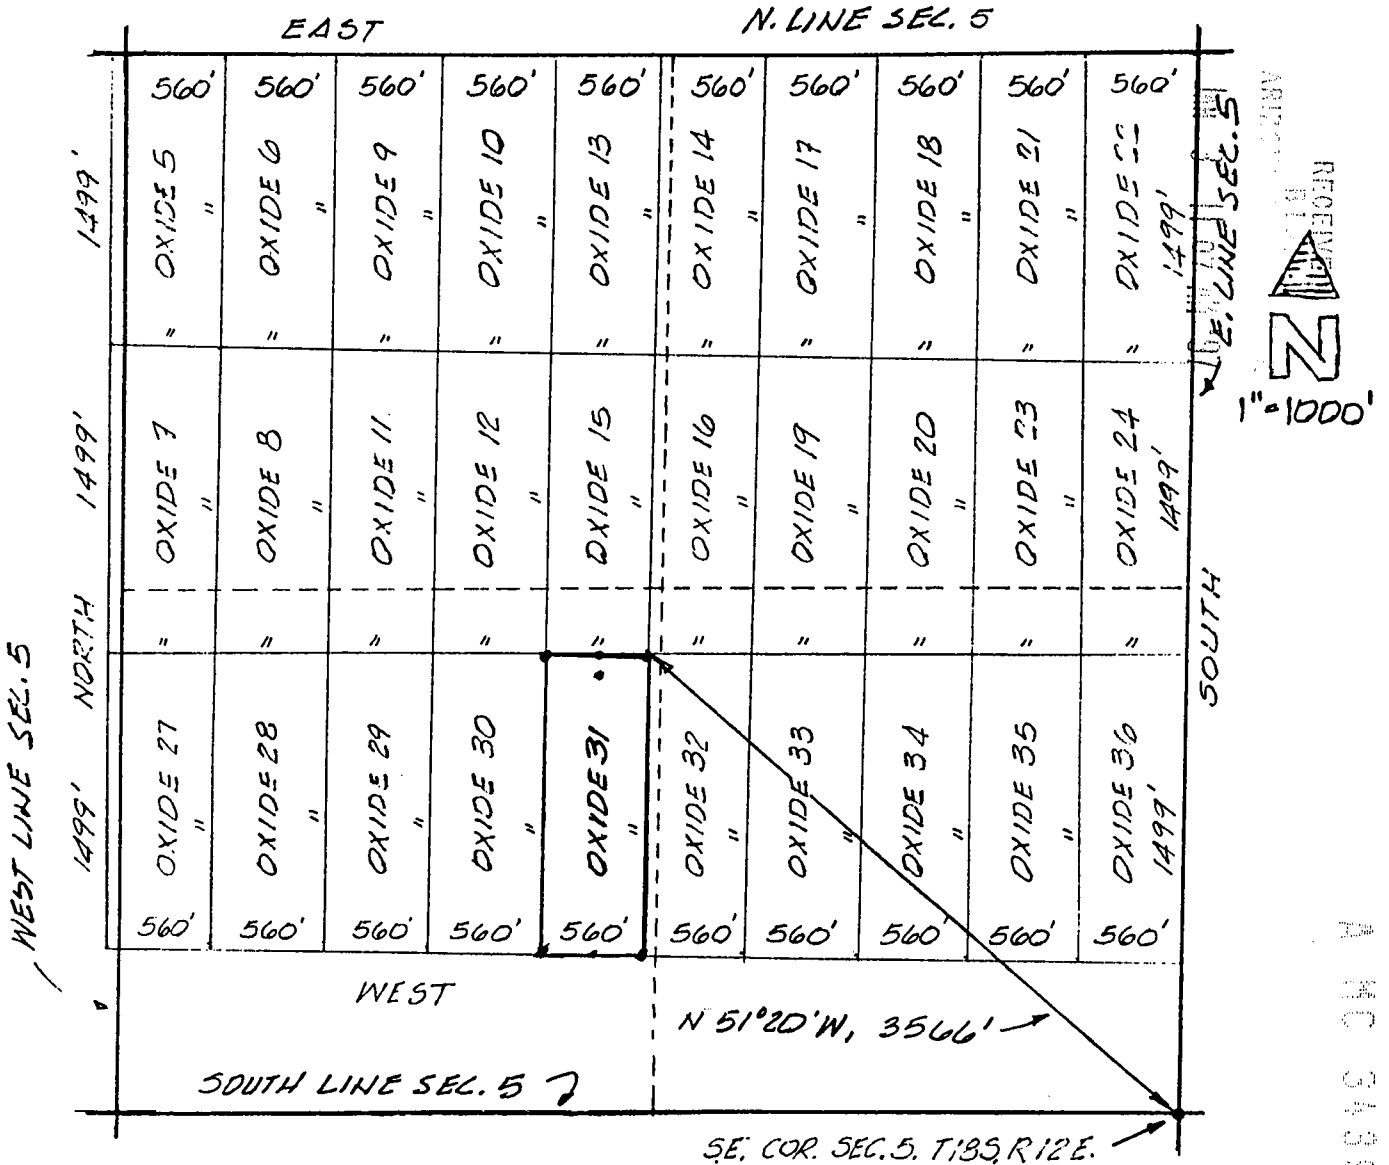 EAST
N. LINE SEC. 5
560' 560' 560' 560' 560' 560' 560' 560' 560' 560'
1499'
OXIDE 5 "
OXIDE 6 "
OXIDE 9 "
OXIDE 10 "
OXIDE 13 "
OXIDE 14 "
OXIDE 17 "
OXIDE 18 "
OXIDE 21 "
OXIDE
1499'
E. LINE SEC. 5
N
1"=1000'
" " " " " " " " " "
1499'
OXIDE 7 "
OXIDE 8 "
OXIDE 11 "
OXIDE 12 "
OXIDE 15 "
OXIDE 16 "
OXIDE 19 "
OXIDE 20 "
OXIDE 23 "
OXIDE 24
1499'
NORTH
SOUTH
" " " " " " " " " "
WEST LINE SEC. 5
1499'
OXIDE 27 "
OXIDE 28 "
OXIDE 29 "
OXIDE 30 "
OXIDE 31 "
OXIDE 32 "
OXIDE 33 "
OXIDE 34 "
OXIDE 35 "
OXIDE 36
1499'
560' 560' 560' 560' 560' 560' 560' 560' 560' 560'
WEST
N 51°20'W, 3566'
SOUTH LINE SEC. 5
S.E. COR. SEC. 5. T18S, R12E.